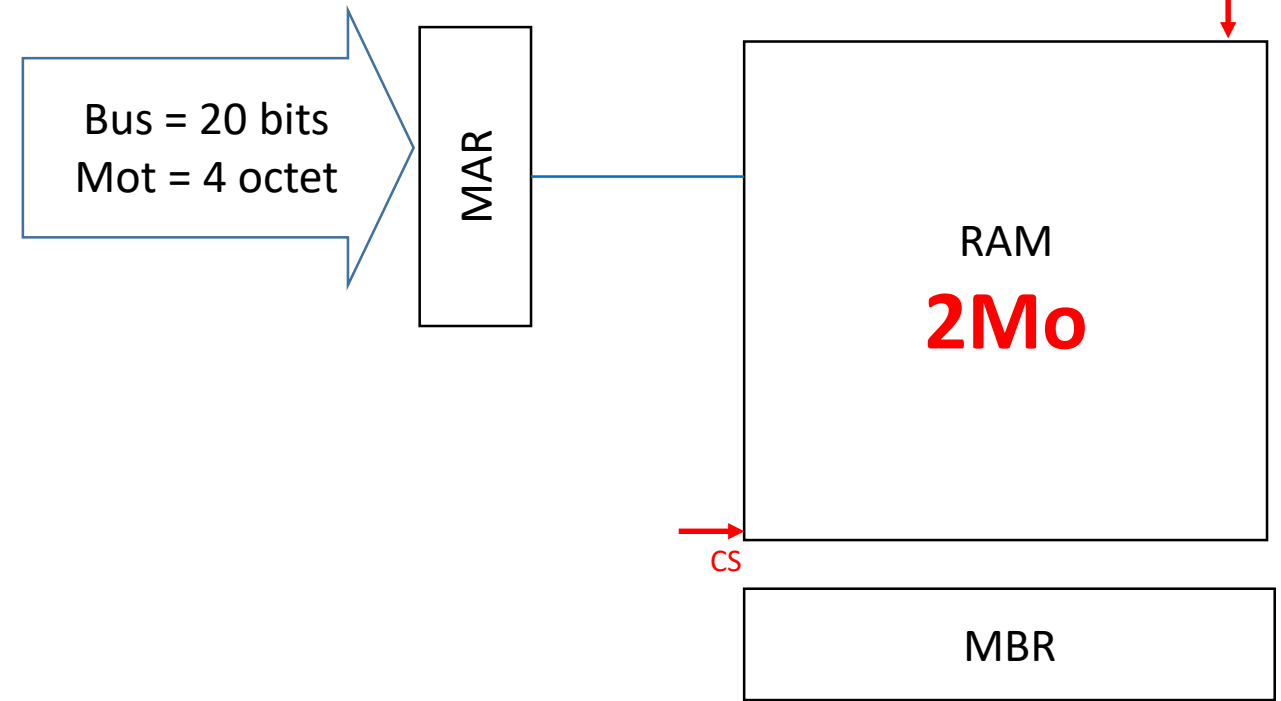 Bus = 20 bits
Mot = 4 octet
MAR
RAM
2Mo
CS
MBR